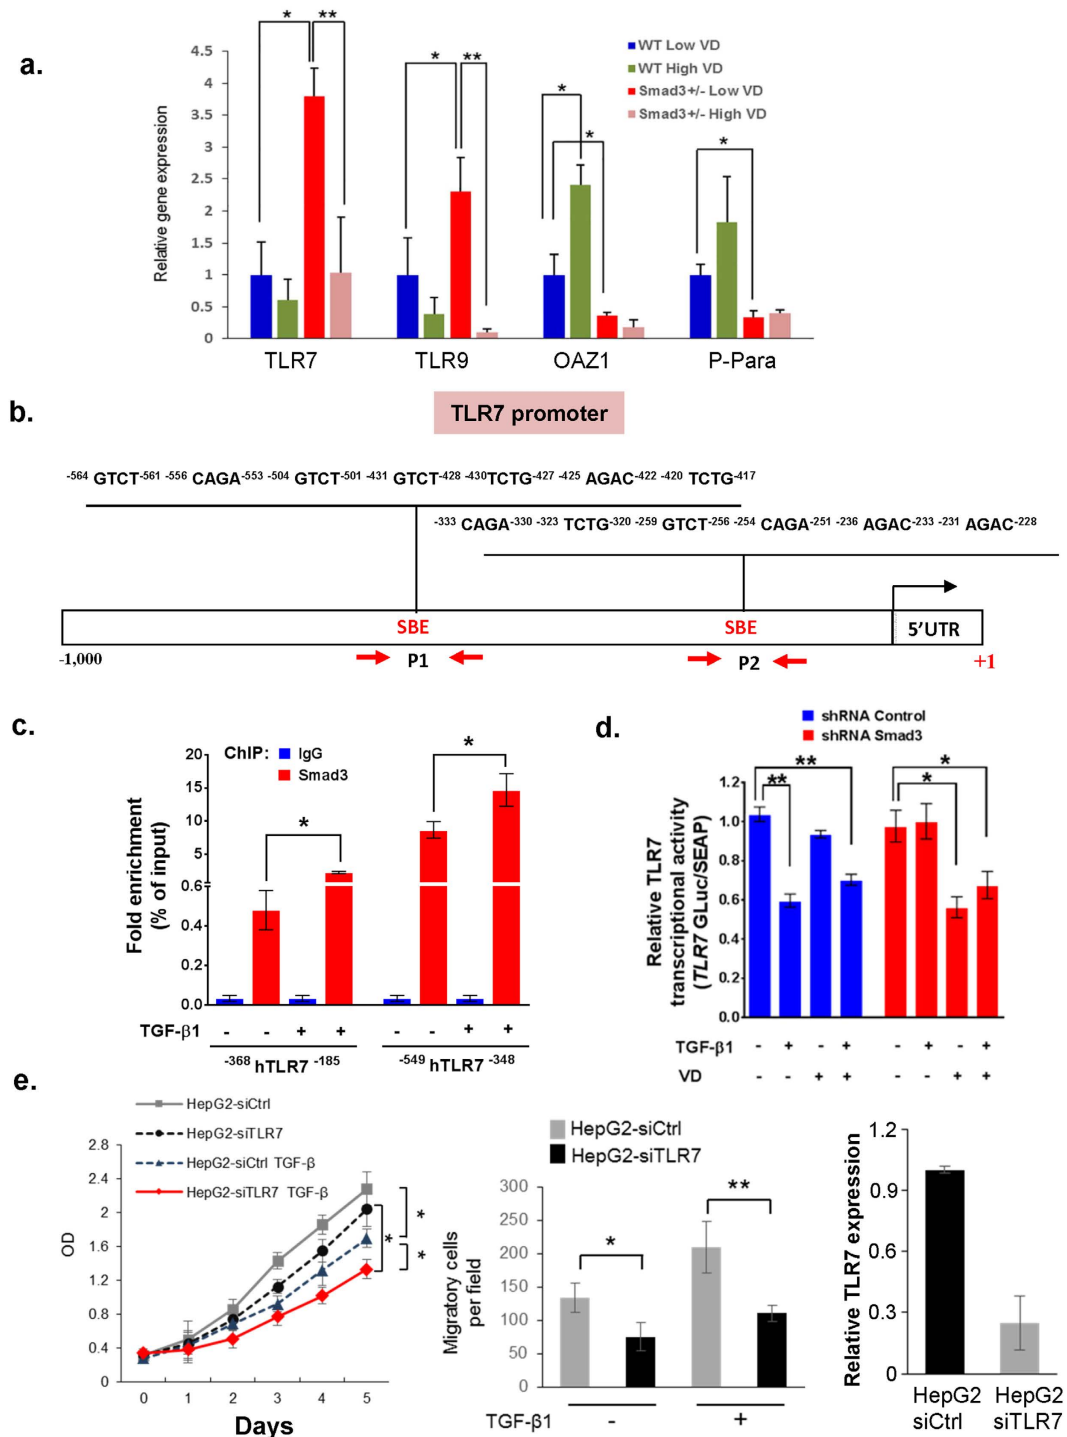 a.
* ** * ** * * *
WT Low VD
WT High VD
Smad3+/- Low VD
Smad3+/- High VD
Relative gene expression
4.5
4
3.5
3
2.5
2
1.5
1
0.5
0
TLR7 TLR9 OAZ1 P-Para
b.
TLR7 promoter
-564 GTCT-561 -556 CAGA-553 -504 GTCT-501 -431 GTCT-428 -430TCTG-427 -425 AGAC-422 -420 TCTG-417
-333 CAGA-330 -323 TCTG-320 -259 GTCT-256 -254 CAGA-251 -236 AGAC-233 -231 AGAC-228
SBE SBE 5'UTR
-1,000 P1 P2 +1
c.
ChIP: IgG
Smad3
* *
Fold enrichment
(% of input)
20
15
10
5
0.6
0.4
0.2
0.0
TGF-β1 - - + + - - + +
-368 hTLR7 -185 -549 hTLR7 -348
d.
shRNA Control
shRNA Smad3
** ** * *
Relative TLR7
transcriptional activity
(TLR7 GLuc/SEAP)
1.2
1.0
0.8
0.6
0.4
0.2
0.0
TGF-β1 - + - + - + - +
VD - - + + - - + +
e.
HepG2-siCtrl
HepG2-siTLR7
HepG2-siCtrl TGF-β
HepG2-siTLR7 TGF-β
OD
2.8
2.4
2
1.6
1.2
0.8
0.4
0
* * *
0 1 2 3 4 5
Days
HepG2-siCtrl
HepG2-siTLR7
Migratory cells
per field
300
250
200
150
100
50
0
* **
TGF-β1 - +
Relative TLR7 expression
1.2
0.9
0.6
0.3
0
HepG2 HepG2
siCtrl siTLR7